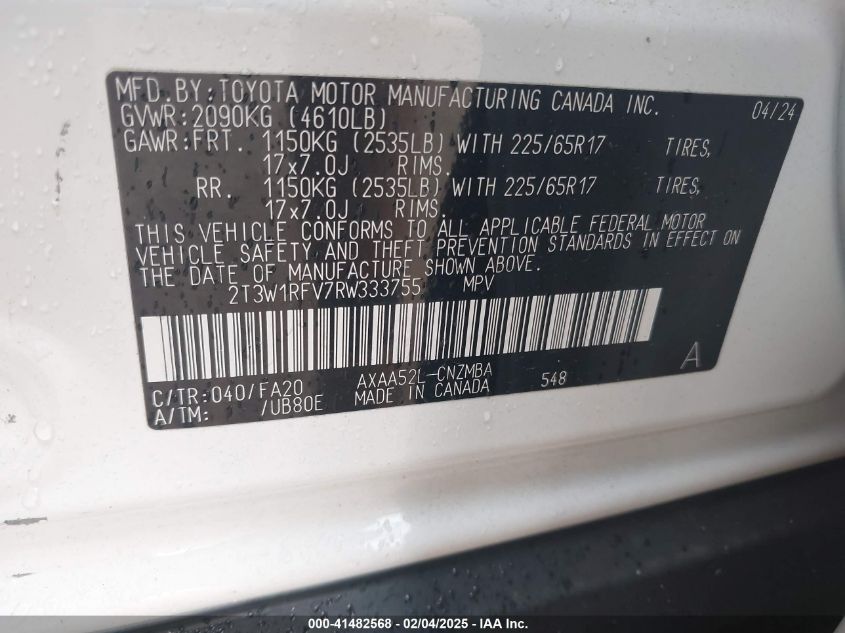 MFD.BY:TOYOTA MOTOR MANUFACTURING CANADA INC. 04/24
GVWR:2090KG (4610LB)
GAWR:FRT. 1150KG (2535LB) WITH 225/65R17 TIRES,
17x7.0J RIMS.
RR. 1150KG (2535LB) WITH 225/65R17 TIRES,
17x7.0J RIMS.
THIS VEHICLE CONFORMS TO ALL APPLICABLE FEDERAL MOTOR
VEHICLE SAFETY AND THEFT PREVENTION STANDARDS IN EFFECT ON
THE DATE OF MANUFACTURE SHOWN ABOVE.
2T3W1RFV7RW333755 MPV
A
C/TR:040/FA20 AXAA52L-CNZMBA 548
A/TM: /UB80E MADE IN CANADA
000-41482568 - 02/04/2025 - IAA Inc.